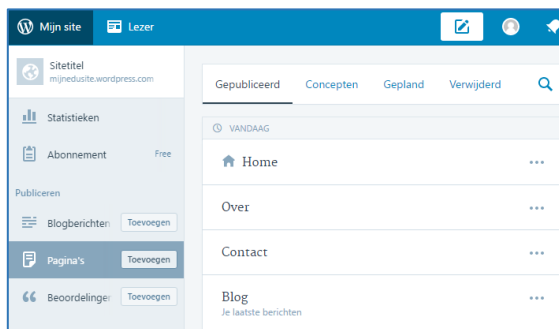 Mijn site
Lezer
Sitetitel
mijnedusite.wordpress.com
Statistieken
Abonnement Free
Publiceren
Blogberichten Toevoegen
Pagina's Toevoegen
Beoordelinge Toevoegen
Gepubliceerd Concepten Gepland Verwijderd
VANDAAG
Home
Over
Contact
Blog
Je laatste berichten